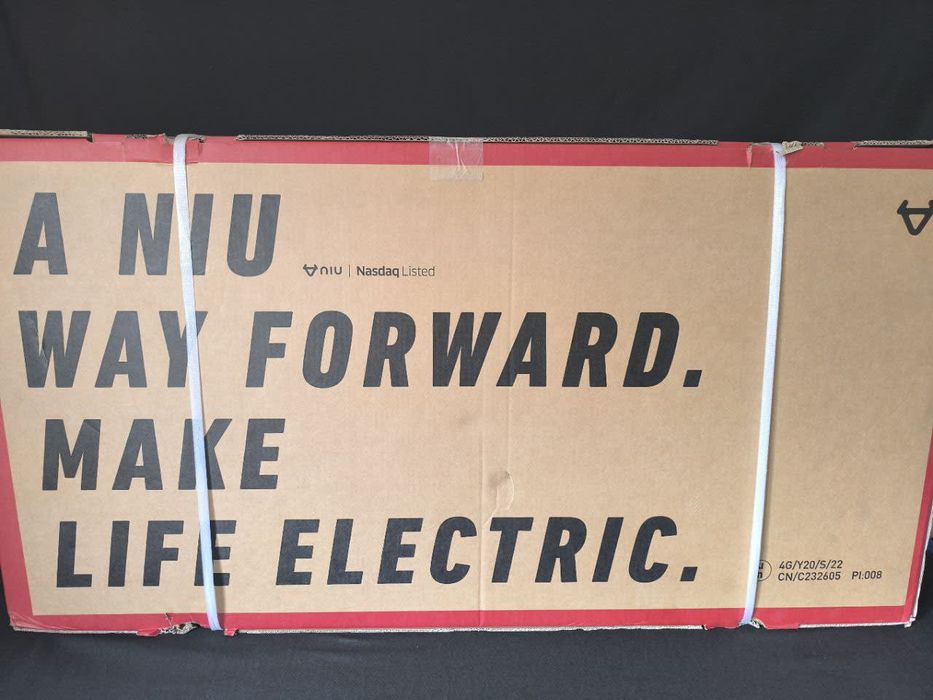 A NIU
NIU | Nasdaq Listed
WAY FORWARD.
MAKE
LIFE ELECTRIC.
4G/Y20/S/22
CN/C232605 PI:008